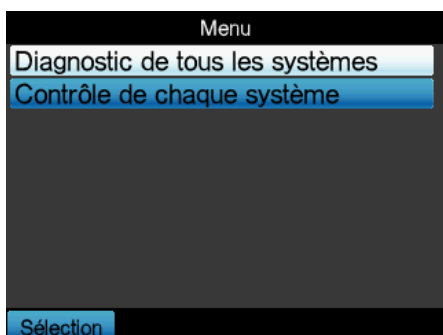 Menu
Diagnostic de tous les systèmes
Contrôle de chaque système
Sélection